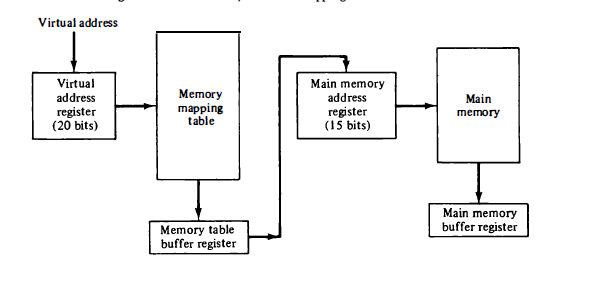 Virtual address
Virtual
address
register
(20 bits)
Memory
mapping
table
Memory table
buffer register
Main memory
address
register
(15 bits)
Main
memory
Main memory
buffer register